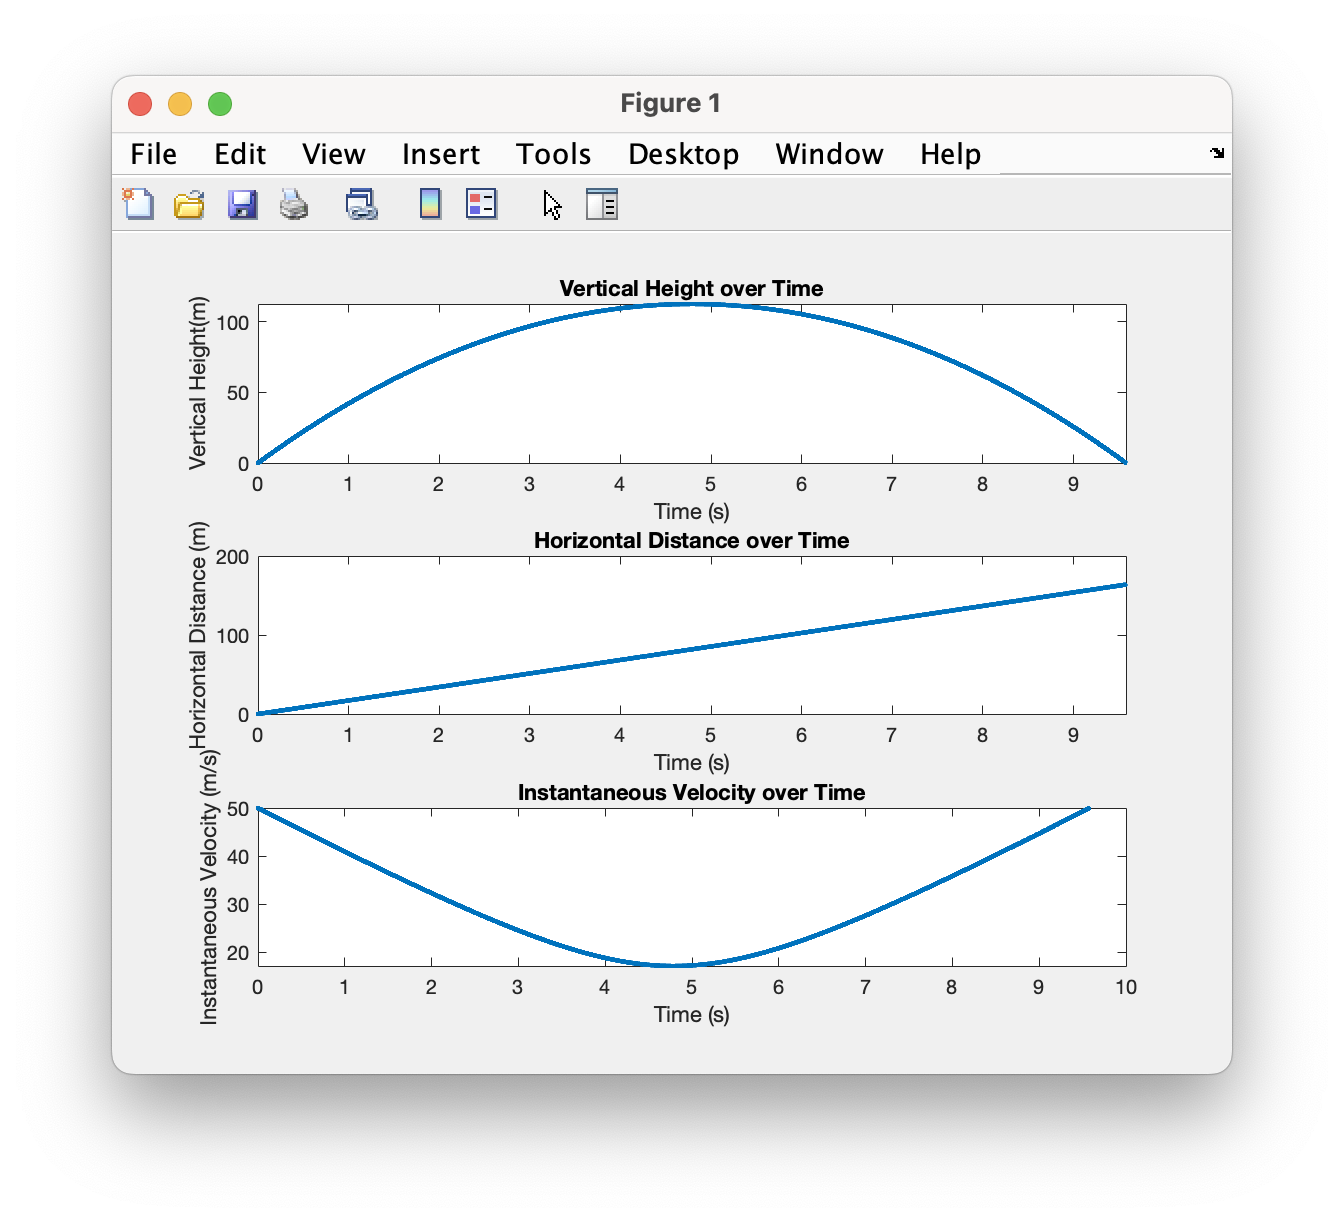 Figure 1
File Edit View Insert Tools Desktop Window Help
Vertical Height over Time
Vertical Height(m)
100
50
0
0 1 2 3 4 5 6 7 8 9
Time (s)
Horizontal Distance over Time
Horizontal Distance (m)
200
100
0
0 1 2 3 4 5 6 7 8 9
Time (s)
Instantaneous Velocity over Time
Instantaneous Velocity (m/s)
50
40
30
20
0 1 2 3 4 5 6 7 8 9 10
Time (s)